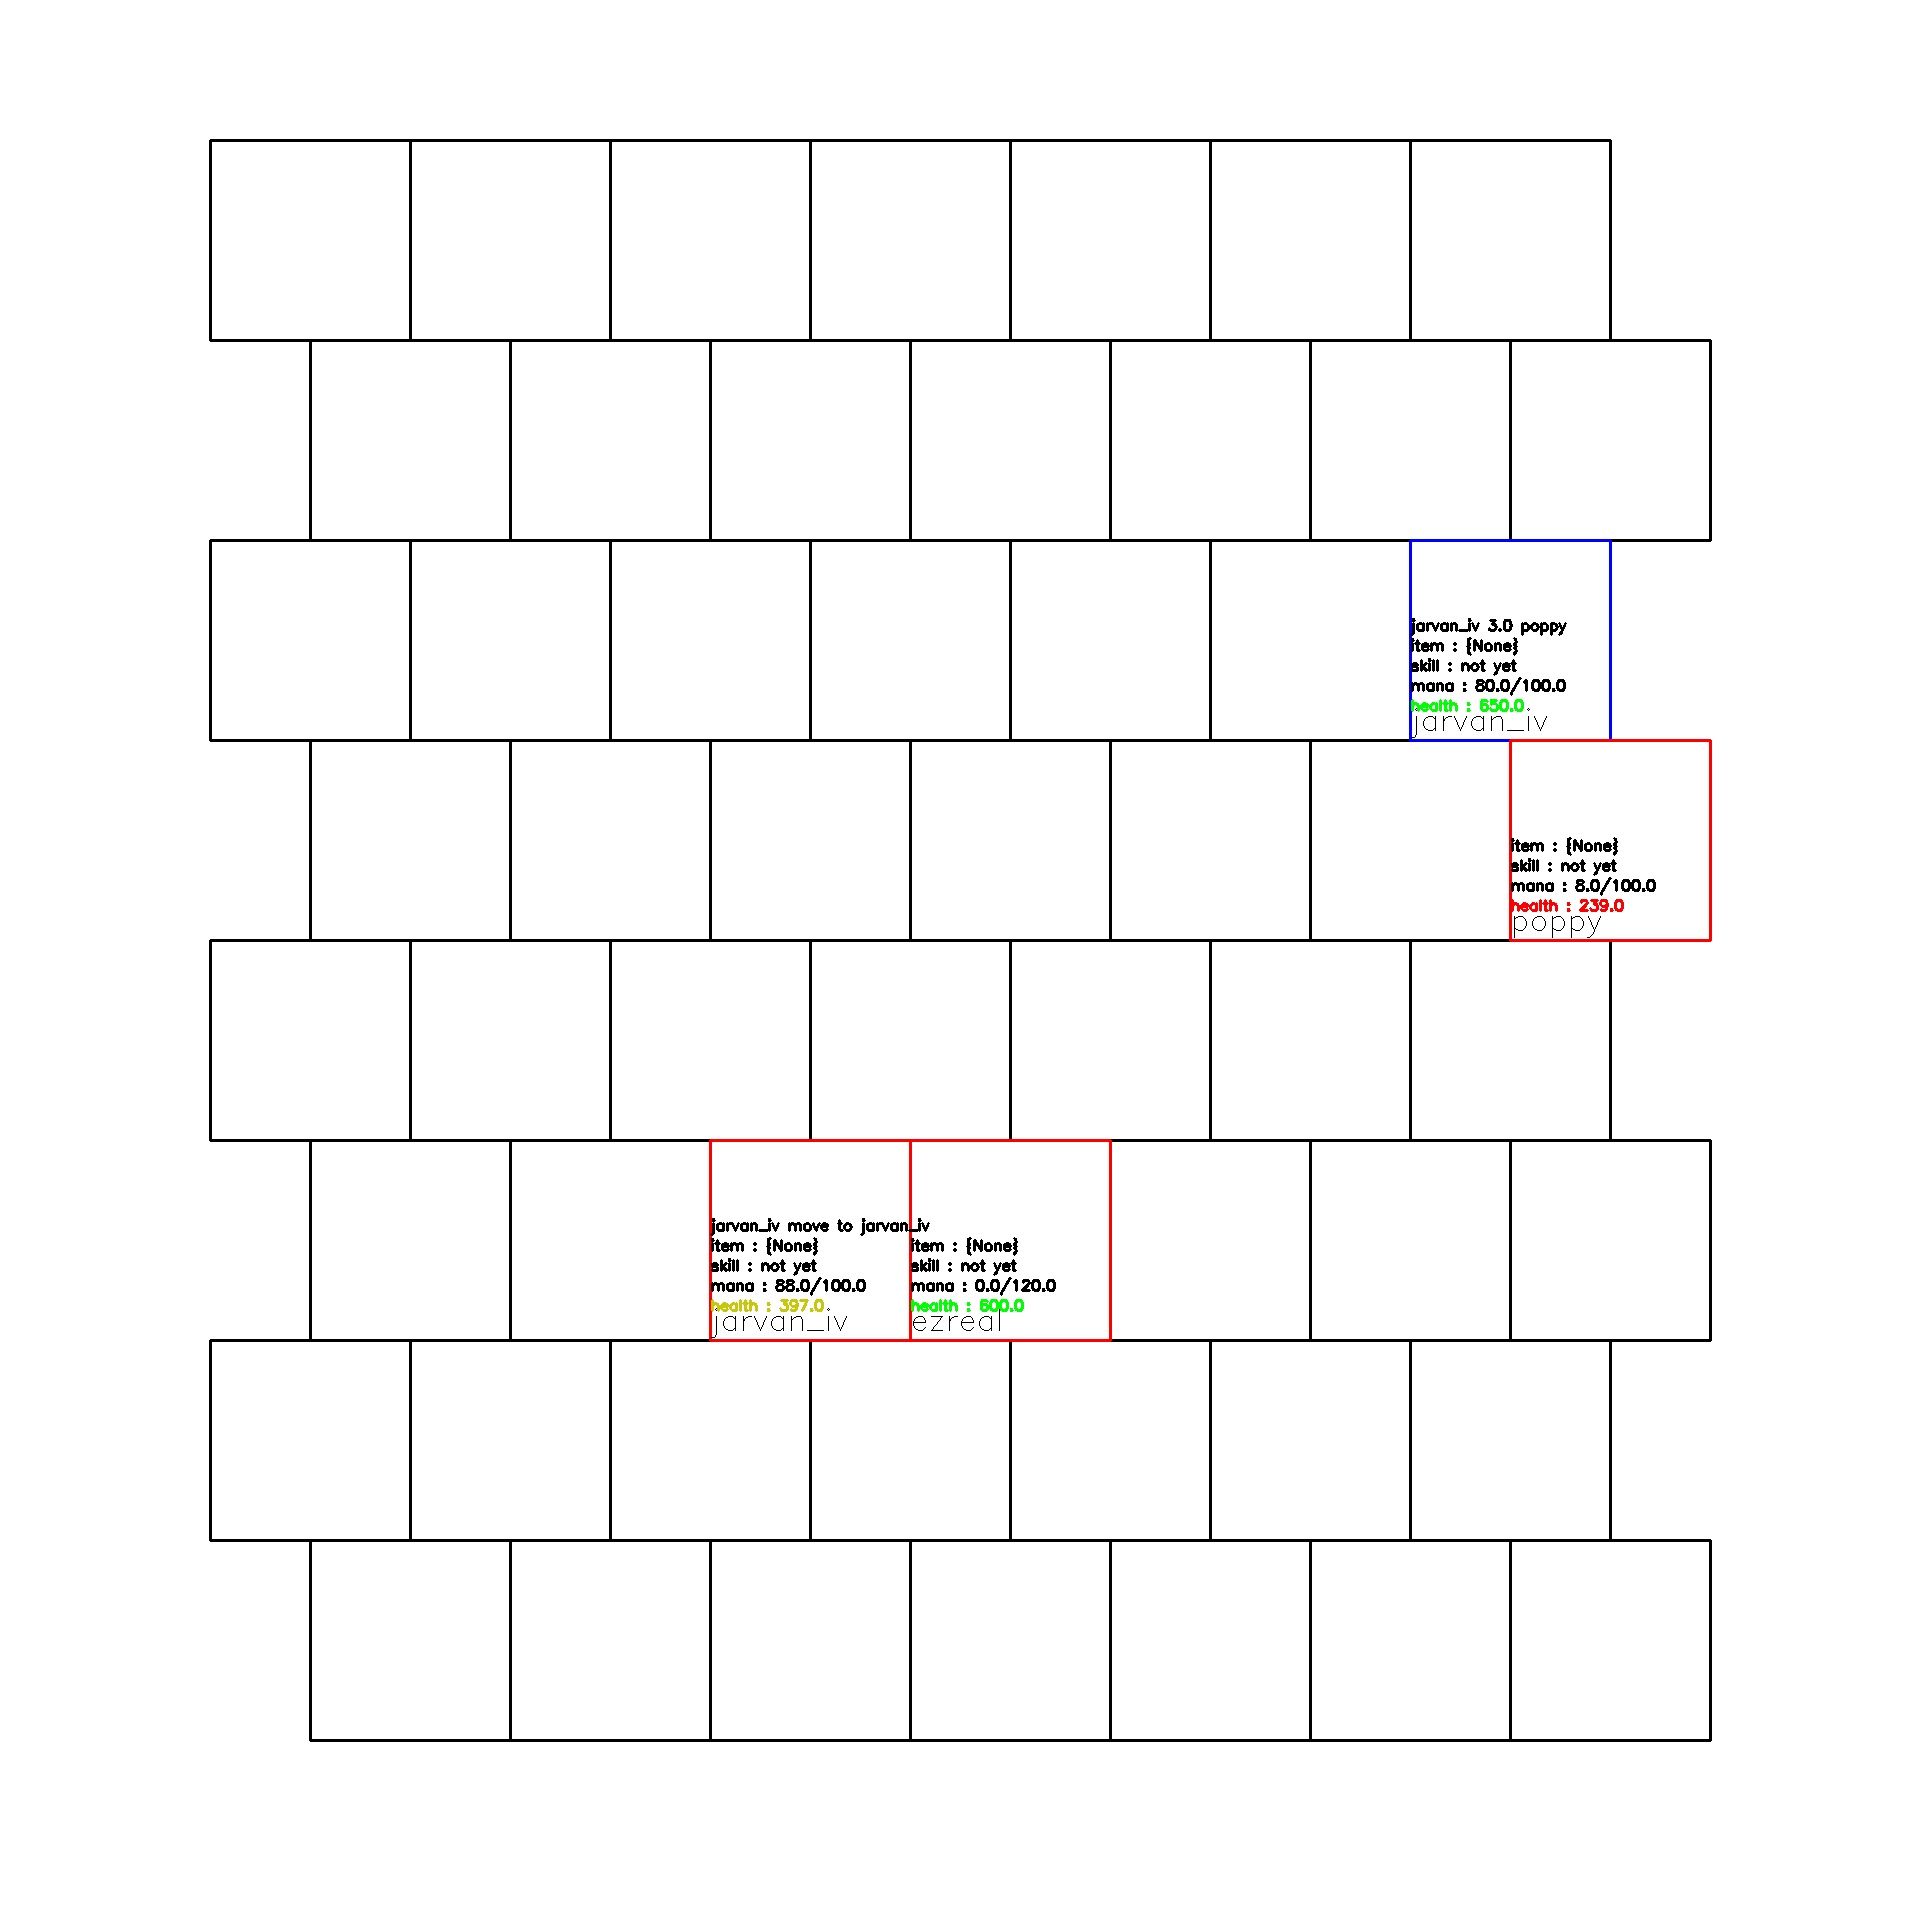 jarvan_iv 3.0 poppy
item : {None}
skill : not yet
mana : 80.0/100.0
health : 650.0
jarvan_iv
item : {None}
skill : not yet
mana : 8.0/100.0
health : 239.0
poppy
jarvan_iv move to jarvan_iv
item : {None}
skill : not yet
mana : 88.0/100.0
health : 397.0
jarvan_iv
item : {None}
skill : not yet
mana : 0.0/120.0
health : 600.0
ezreal